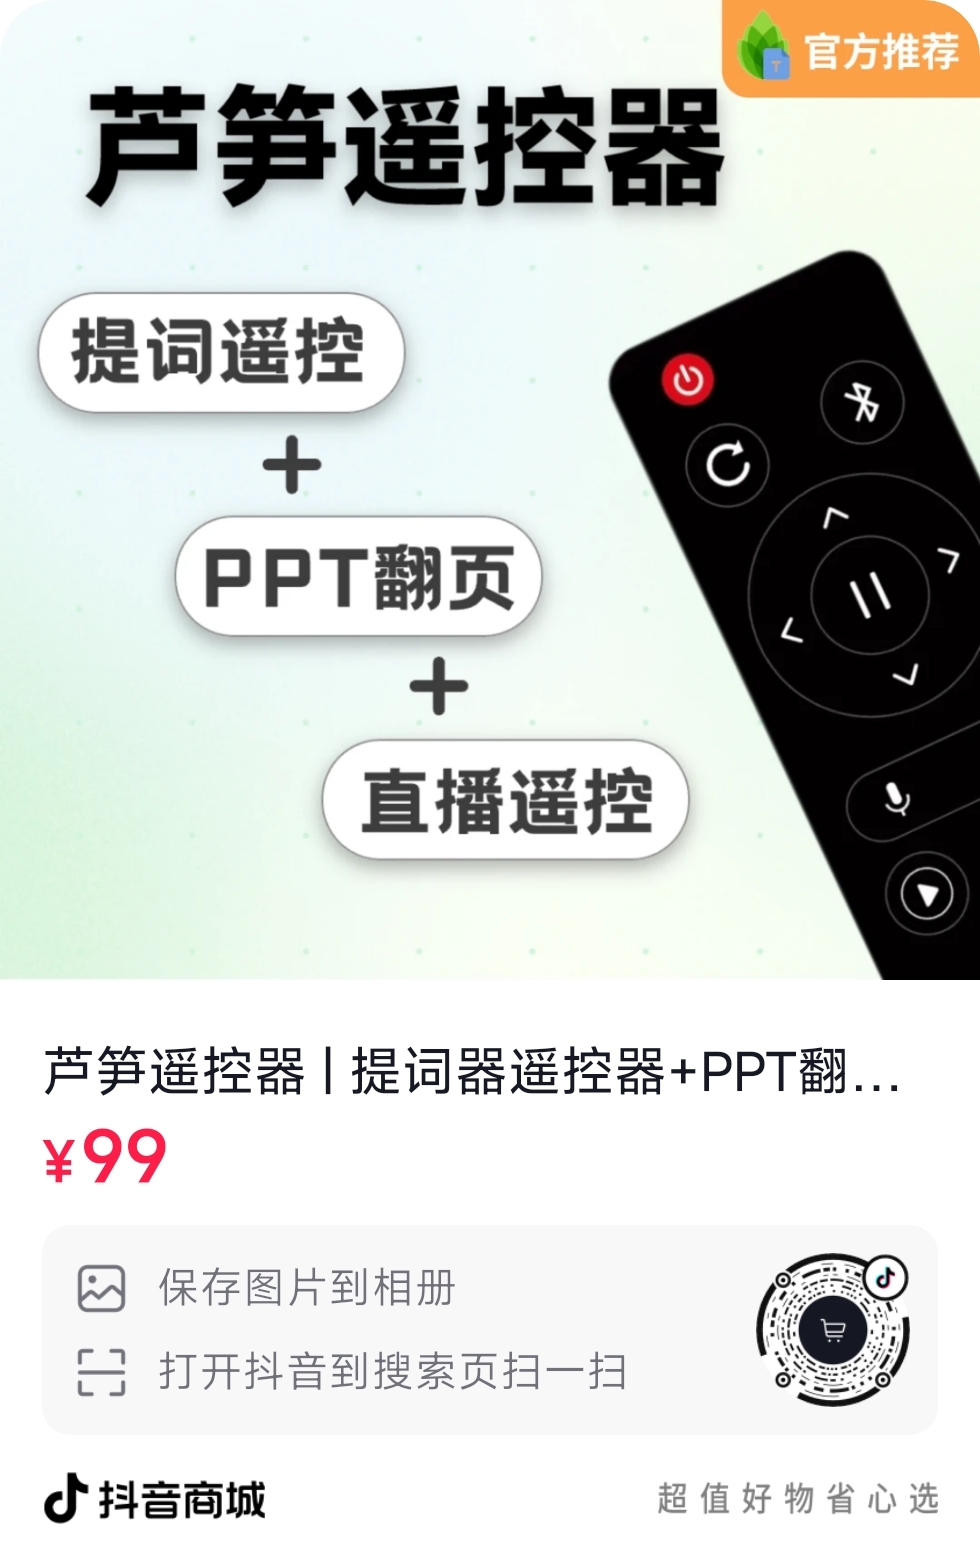 官方推荐
芦笋遥控器
提词遥控
+
PPT翻页
+
直播遥控
芦笋遥控器 | 提词器遥控器+PPT翻...
¥99
保存图片到相册
打开抖音到搜索页扫一扫
抖音商城
超值好物省心选